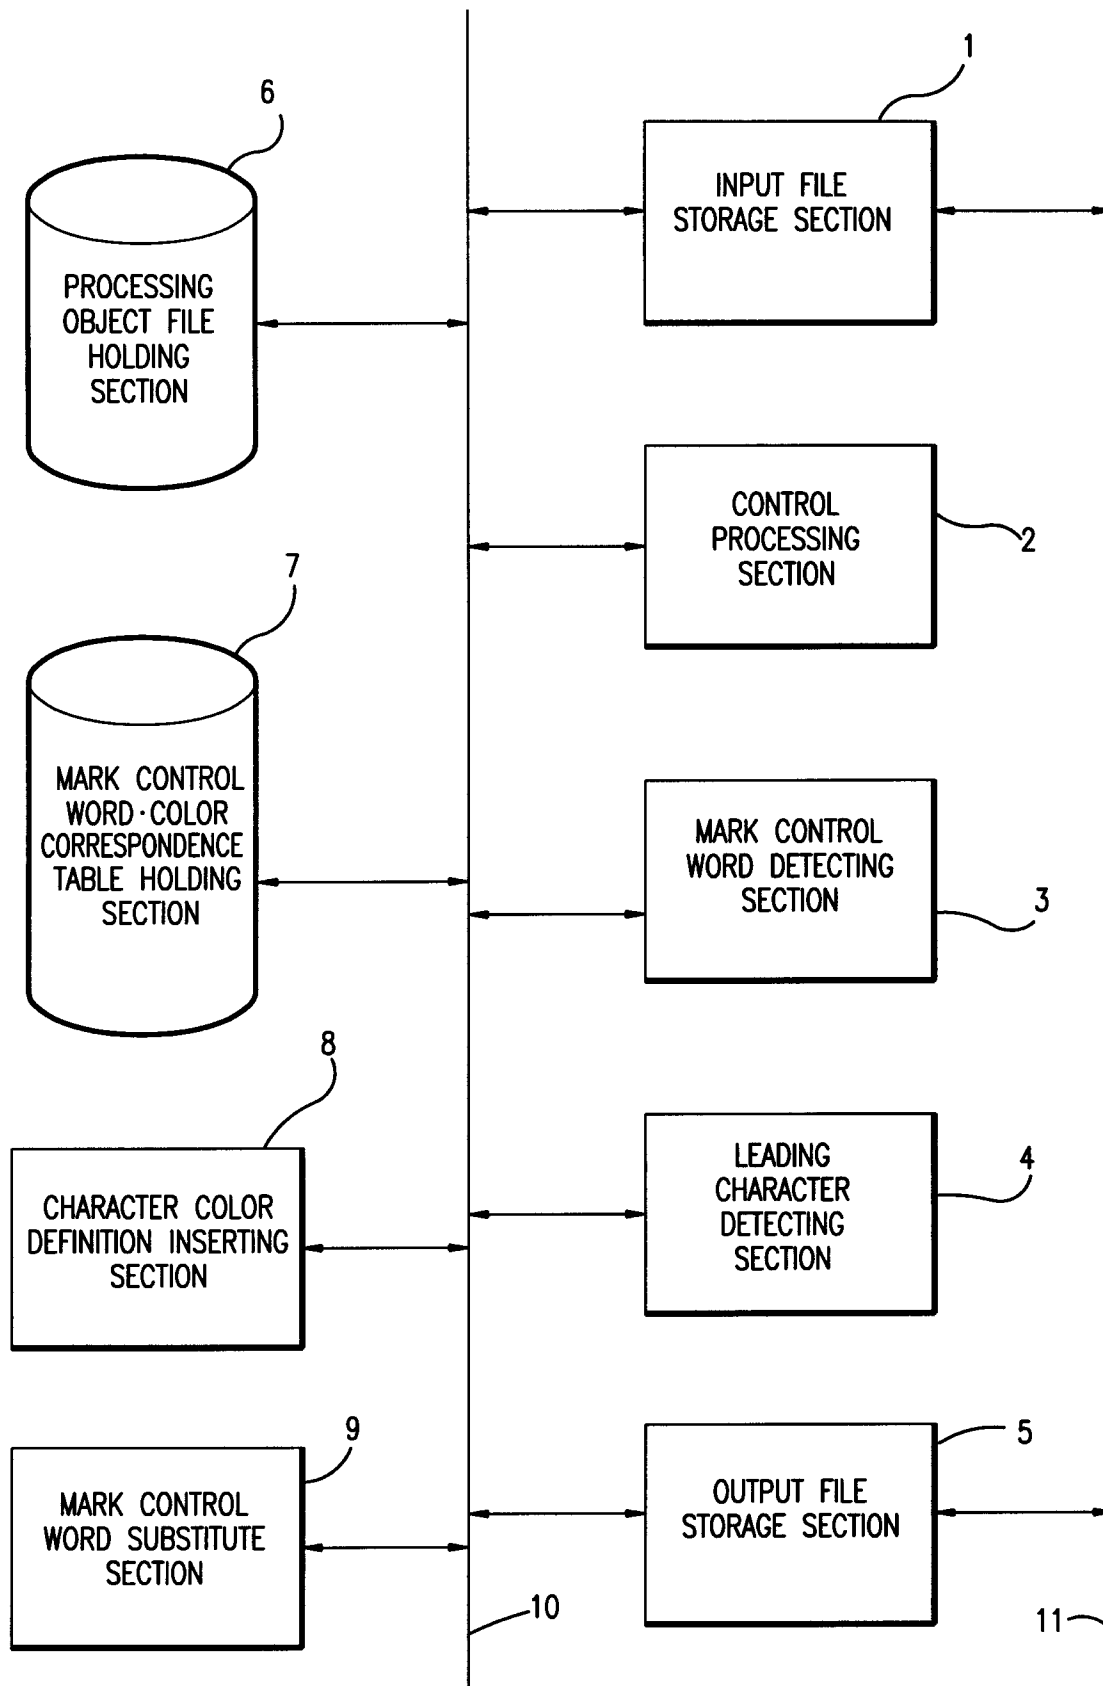 1
INPUT FILE
STORAGE SECTION
6
PROCESSING
OBJECT FILE
HOLDING
SECTION
CONTROL
PROCESSING
SECTION
2
7
MARK CONTROL
WORD·COLOR
CORRESPONDENCE
TABLE HOLDING
SECTION
MARK CONTROL
WORD DETECTING
SECTION
3
8
CHARACTER COLOR
DEFINITION INSERTING
SECTION
LEADING
CHARACTER
DETECTING
SECTION
4
9
MARK CONTROL
WORD SUBSTITUTE
SECTION
5
OUTPUT FILE
STORAGE SECTION
10
11